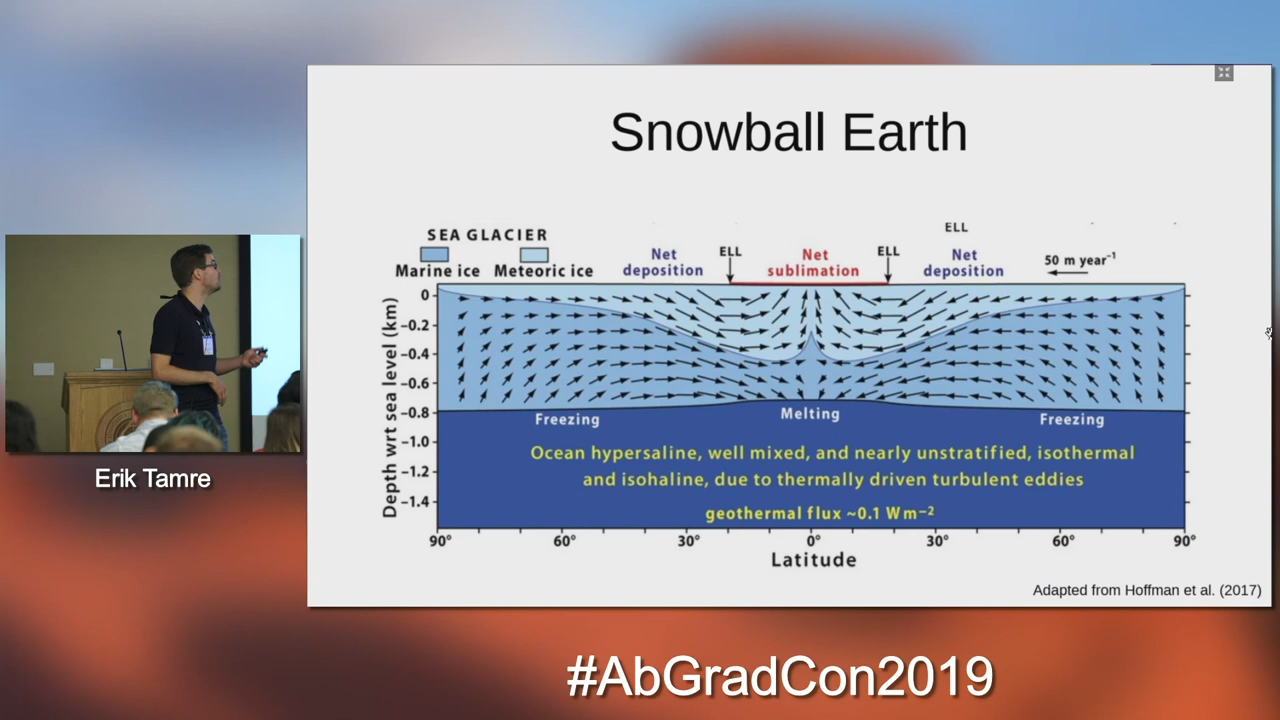 Snowball Earth
SEA GLACIER
Marine ice
Meteoric ice
Net
deposition
ELL
Net
sublimation
ELL
ELL
Net
deposition
50 m year⁻¹
Depth wrt sea level (km)
0
−0.2
−0.4
−0.6
−0.8
−1.0
−1.2
−1.4
Freezing
Melting
Freezing
Ocean hypersaline, well mixed, and nearly unstratified, isothermal
and isohaline, due to thermally driven turbulent eddies
geothermal flux ~0.1 W m−2
90°
60°
30°
0°
30°
60°
90°
Latitude
Adapted from Hoffman et al. (2017)
Erik Tamre
#AbGradCon2019